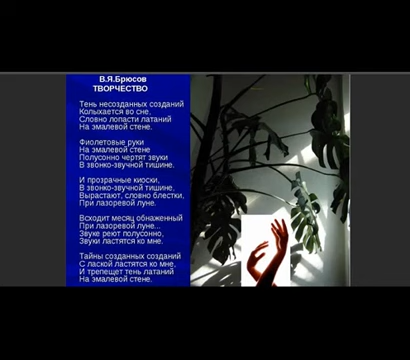 В.Я.Брюсов
ТВОРЧЕСТВО
Тень несозданных созданий
Колыхается во сне,
Словно лопасти латаний
На эмалевой стене.
Фиолетовые руки
На эмалевой стене
Полусонно чертят звуки
В звонко-звучной тишине.
И прозрачные киоски,
В звонко-звучной тишине,
Вырастают, словно блестки,
При лазоревой луне.
Всходит месяц обнаженный
При лазоревой луне...
Звуке реют полусонно,
Звуки ластятся ко мне.
Тайны созданных созданий
С лаской ластятся ко мне,
И трепещет тень латаний
На эмалевой стене.